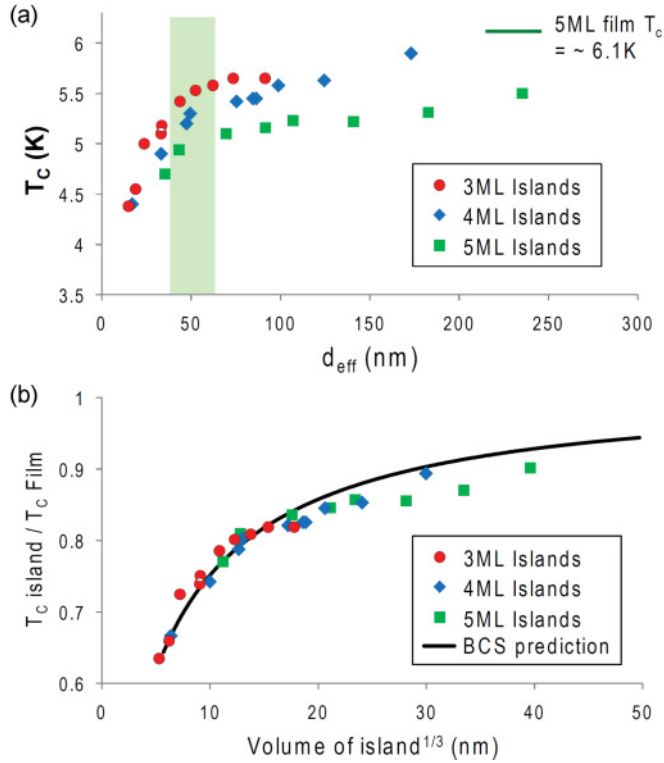 (a)
5ML film Tc
= ~ 6.1K
6
5.5
5
4.5
4
3.5
Tc (K)
3ML Islands
4ML Islands
5ML Islands
0 50 100 150 200 250 300
deff (nm)
(b)
1
0.9
0.8
0.7
0.6
Tc island / Tc Film
3ML Islands
4ML Islands
5ML Islands
BCS prediction
0 10 20 30 40 50
Volume of island1/3 (nm)